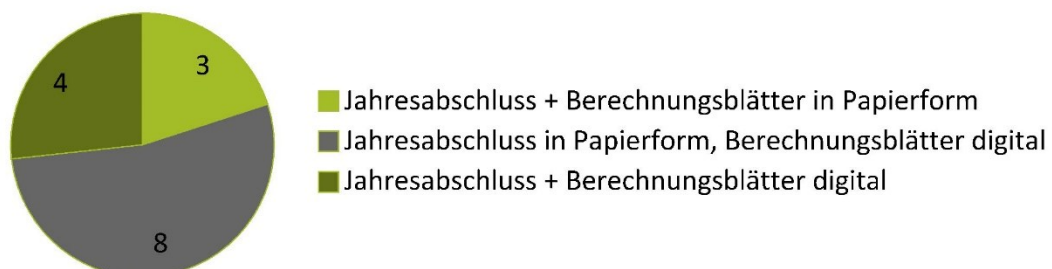 4
3
8
Jahresabschluss + Berechnungsblätter in Papierform
Jahresabschluss in Papierform, Berechnungsblätter digital
Jahresabschluss + Berechnungsblätter digital